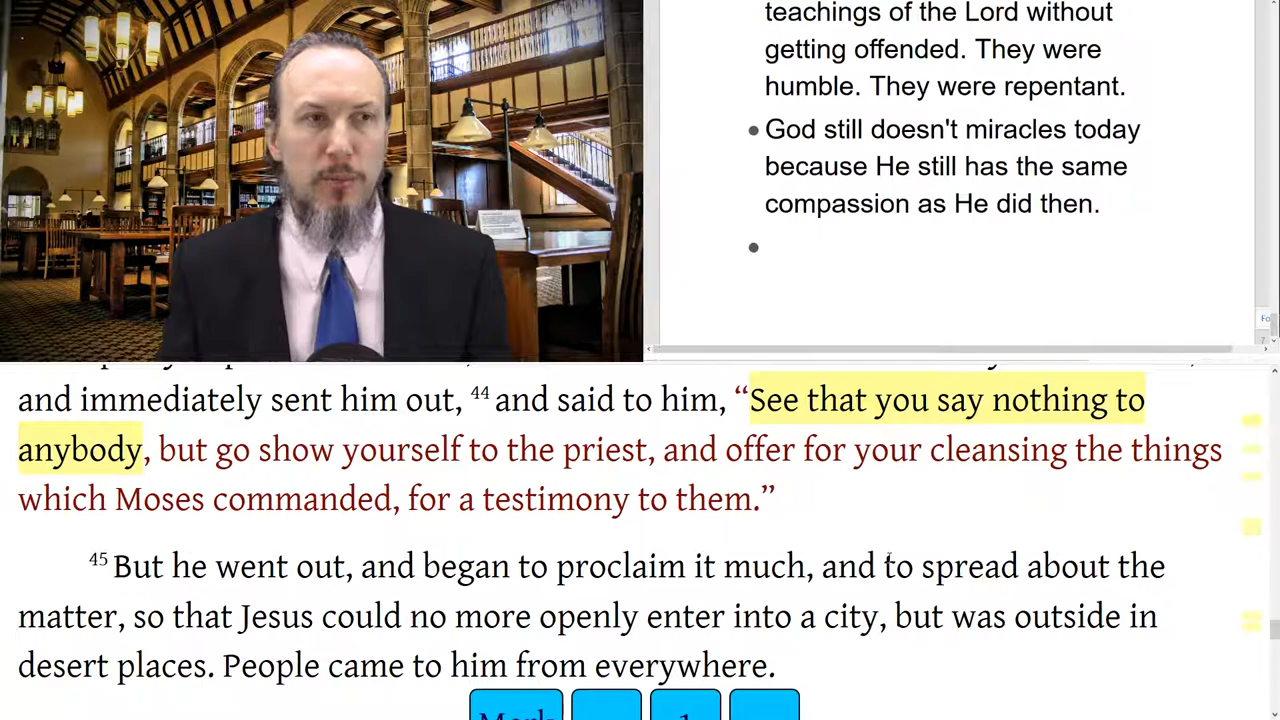 teachings of the Lord without
getting offended. They were
humble. They were repentant.
• God still doesn't miracles today
because He still has the same
compassion as He did then.
•
Fo
7
and immediately sent him out, 44 and said to him, “See that you say nothing to
anybody, but go show yourself to the priest, and offer for your cleansing the things
which Moses commanded, for a testimony to them.”
45 But he went out, and began to proclaim it much, and to spread about the
matter, so that Jesus could no more openly enter into a city, but was outside in
desert places. People came to him from everywhere.
Mark 1